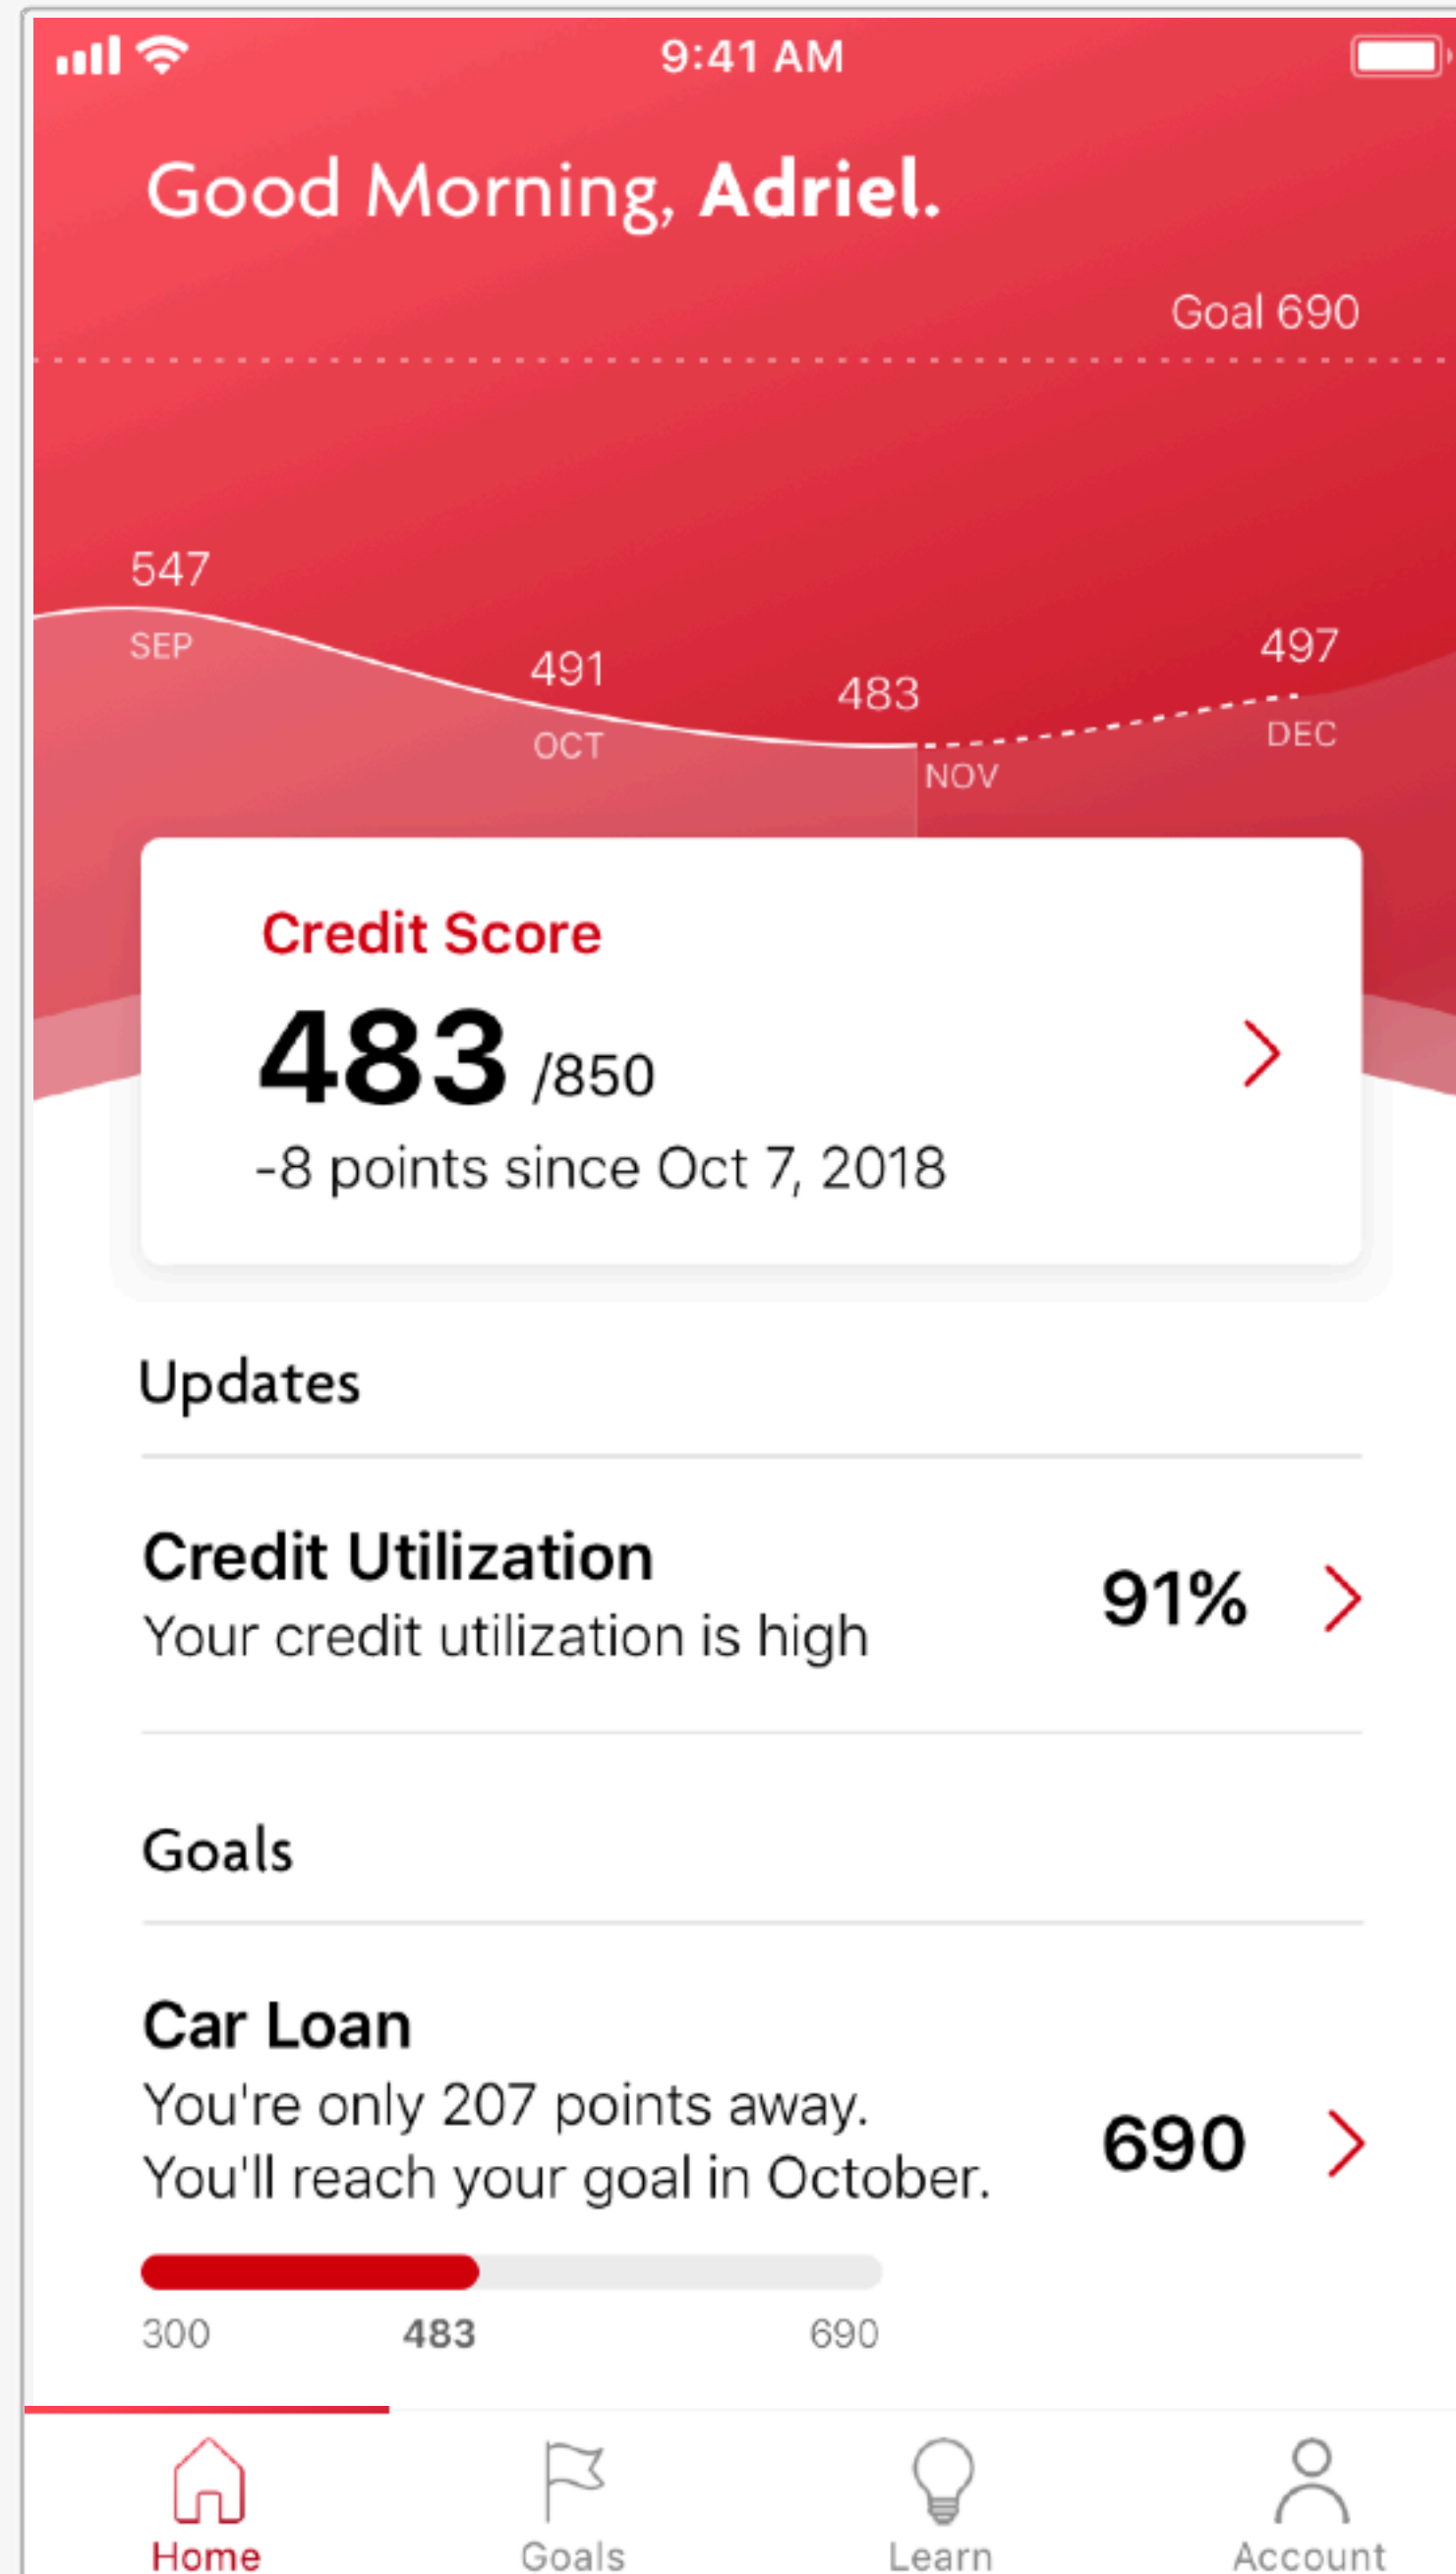 9:41 AM
Good Morning, Adriel.
Goal 690
547
SEP
491
OCT
483
NOV
497
DEC
Credit Score
483 /850
-8 points since Oct 7, 2018
Updates
Credit Utilization
Your credit utilization is high
91%
Goals
Car Loan
You're only 207 points away.
You'll reach your goal in October.
690
300 483 690
Home Goals Learn Account